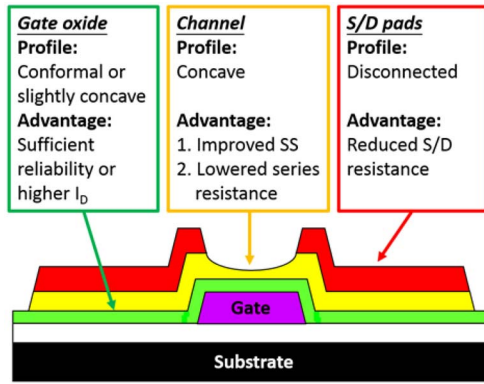 Gate oxide
Profile:
Conformal or
slightly concave
Advantage:
Sufficient
reliability or
higher I_D
Channel
Profile:
Concave
Advantage:
1. Improved SS
2. Lowered series
resistance
S/D pads
Profile:
Disconnected
Advantage:
Reduced S/D
resistance
Gate
Substrate